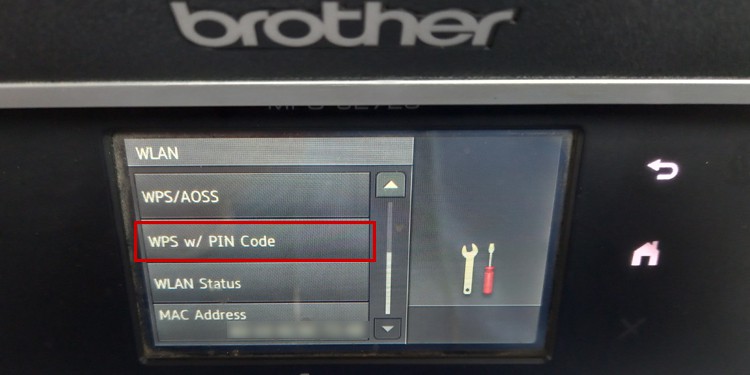 brother
WLAN
WPS/AOSS
WPS w/ PIN Code
WLAN Status
MAC Address